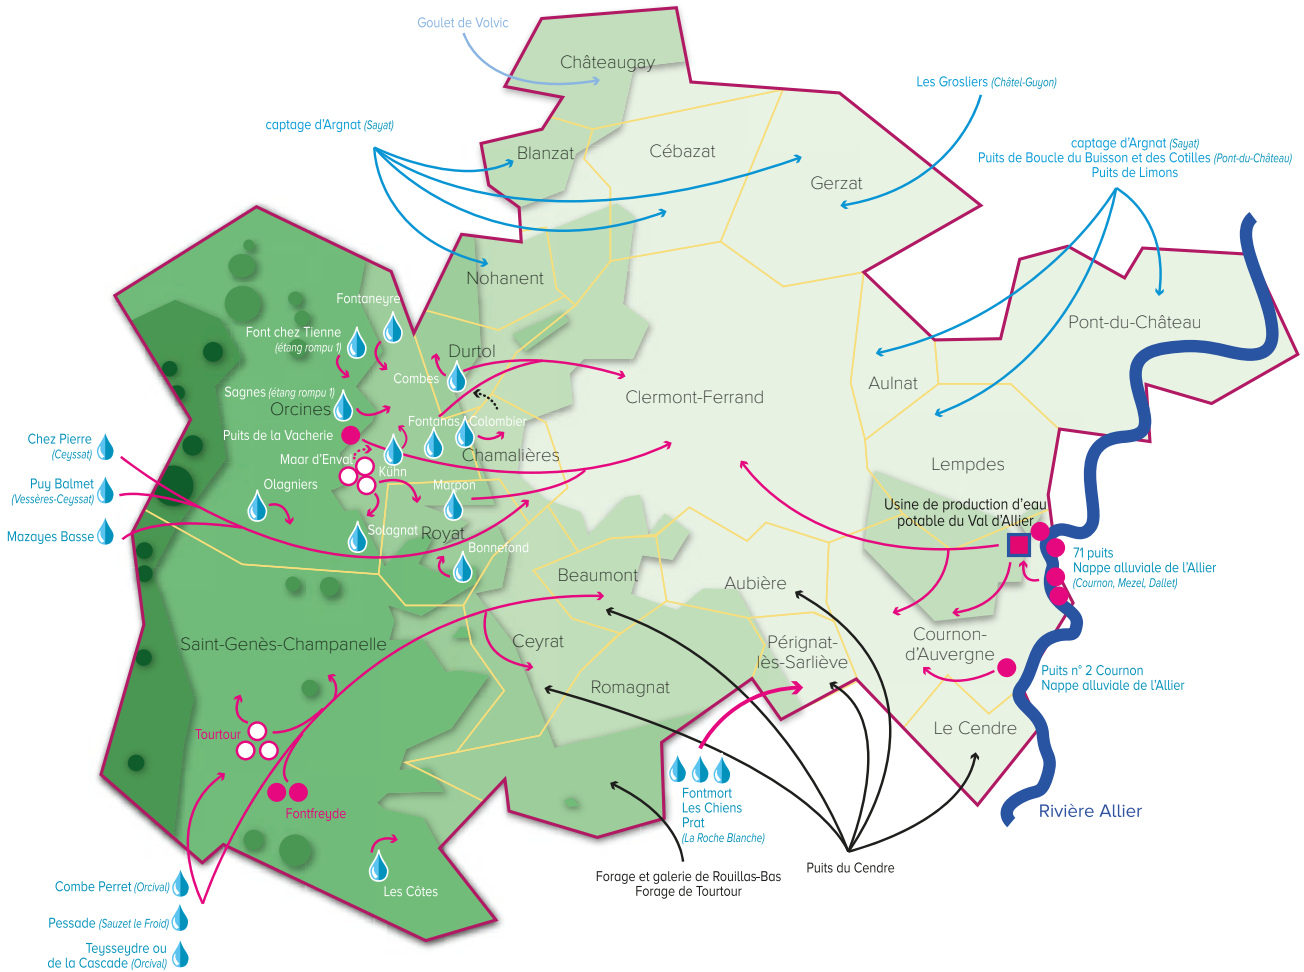 Goulet de Volvic
Châteaugay
Les Grosliers (Châtel-Guyon)
captage d'Argnat (Sayat)
captage d'Argnat (Sayat)
Puits de Boucle du Buisson et des Cotilles (Pont-du-Château)
Puits de Limons
Blanzat
Cébazat
Gerzat
Nohanent
Fontaneyre
Font chez Tienne
(étang rompu 1)
Pont-du-Château
Durtol
Combes
Aulnat
Sagnes (étang rompu 1)
Orcines
Clermont-Ferrand
Fontanas
Colombier
Puits de la Vacherie
Chez Pierre
(Ceyssat)
Maar d'Enval
Kühn
Chamalières
Lempdes
Puy Balmet
(Vessères-Ceyssat)
Olagniers
Maroon
Usine de production d'eau
potable du Val d'Allier
Mazayes Basse
Solagnat
Royat
Bonnefond
71 puits
Nappe alluviale de l'Allier
(Cournon, Mezel, Dallet)
Beaumont
Aubière
Saint-Genès-Champanelle
Ceyrat
Pérignat-
lès-Sarliève
Cournon-
d'Auvergne
Puits n° 2 Cournon
Nappe alluviale de l'Allier
Romagnat
Tourtour
Le Cendre
Fontfreyde
Fontmort
Les Chiens
Prat
(La Roche Blanche)
Rivière Allier
Puits du Cendre
Forage et galerie de Rouillas-Bas
Forage de Tourtour
Les Côtes
Combe Perret (Orcival)
Pessade (Sauzet le Froid)
Teysseydre ou
de la Cascade (Orcival)